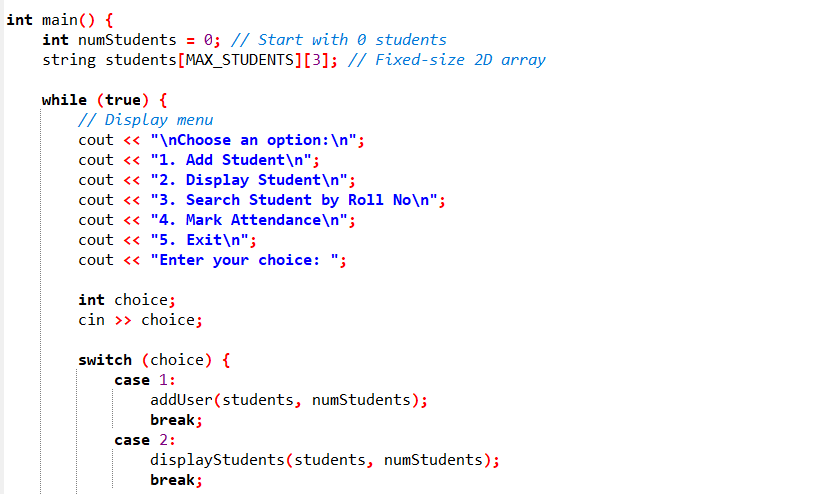 int main() {
    int numStudents = 0; // Start with 0 students
    string students[MAX_STUDENTS][3]; // Fixed-size 2D array

    while (true) {
        // Display menu
        cout << "\nChoose an option:\n";
        cout << "1. Add Student\n";
        cout << "2. Display Student\n";
        cout << "3. Search Student by Roll No\n";
        cout << "4. Mark Attendance\n";
        cout << "5. Exit\n";
        cout << "Enter your choice: ";

        int choice;
        cin >> choice;

        switch (choice) {
            case 1:
                addUser(students, numStudents);
                break;
            case 2:
                displayStudents(students, numStudents);
                break;